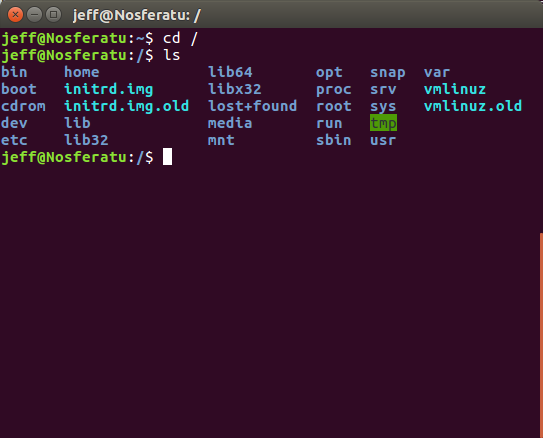 jeff@Nosferatu: /
jeff@Nosferatu:~$ cd /
jeff@Nosferatu:/$ ls
bin    home            lib64       opt   snap  var
boot   initrd.img      libx32      proc  srv   vmlinuz
cdrom  initrd.img.old  lost+found  root  sys   vmlinuz.old
dev    lib             media       run   tmp
etc    lib32           mnt         sbin  usr
jeff@Nosferatu:/$